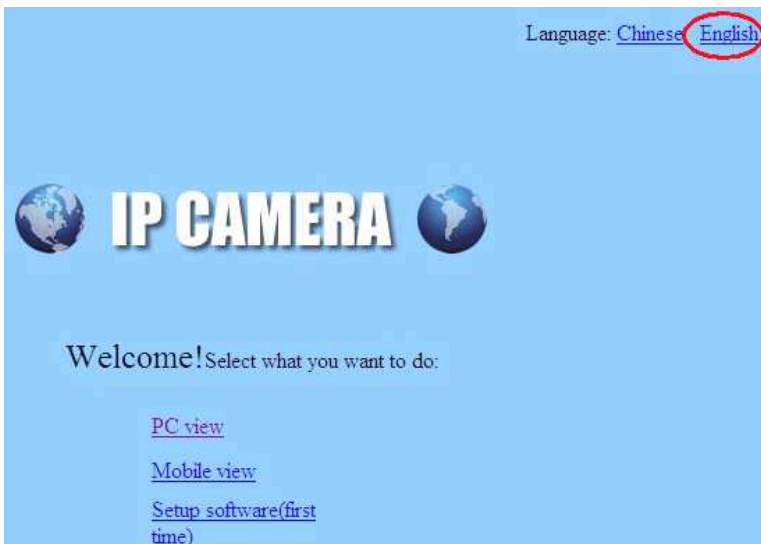 Language: Chinese English
IP CAMERA
Welcome!Select what you want to do:
PC view
Mobile view
Setup software(first
time)